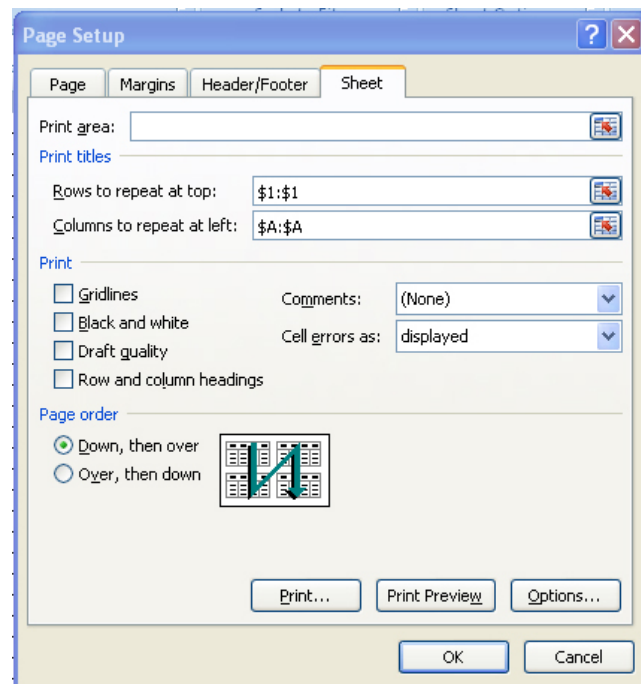 Page Setup
Page Margins Header/Footer Sheet
Print area:
Print titles
Rows to repeat at top: $1:$1
Columns to repeat at left: $A:$A
Print
Gridlines Comments: (None)
Black and white
Cell errors as: displayed
Draft quality
Row and column headings
Page order
Down, then over
Over, then down
Print... Print Preview Options...
OK Cancel